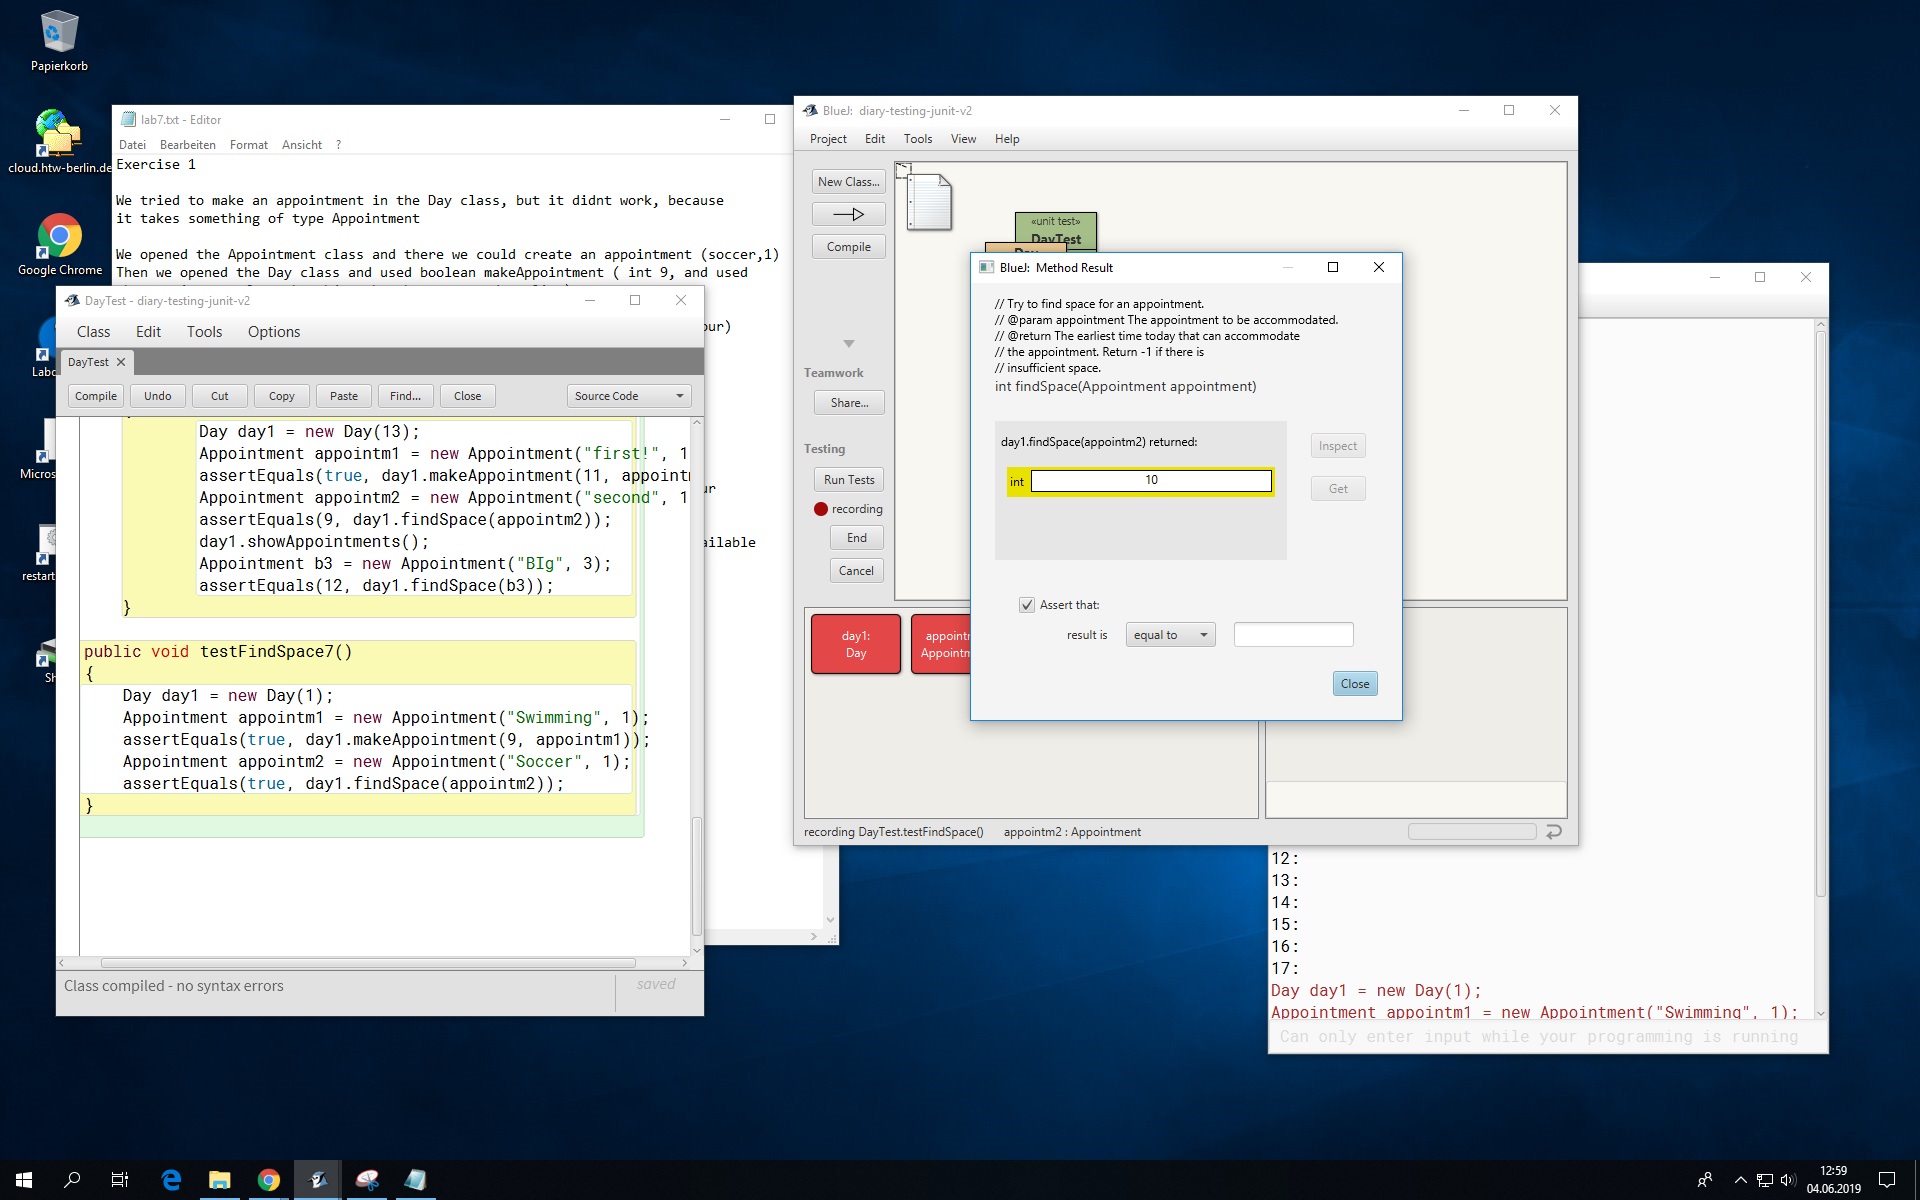 Papierkorb
cloud.htw-berlin.de
Google Chrome
lab7.txt - Editor
Datei Bearbeiten Format Ansicht ?
Exercise 1
We tried to make an appointment in the Day class, but it didnt work, because
it takes something of type Appointment
We opened the Appointment class and there we could create an appointment (soccer,1)
Then we opened the Day class and used boolean makeAppointment ( int 9, and used
DayTest - diary-testing-junit-v2
Class Edit Tools Options
DayTest
Compile Undo Cut Copy Paste Find... Close Source Code
Day day1 = new Day(13);
Appointment appointm1 = new Appointment("first!", 1
assertEquals(true, day1.makeAppointment(11, appointm
Appointment appointm2 = new Appointment("second", 1
assertEquals(9, day1.findSpace(appointm2));
day1.showAppointments();
Appointment b3 = new Appointment("BIg", 3);
assertEquals(12, day1.findSpace(b3));
}
public void testFindSpace7()
{
Day day1 = new Day(1);
Appointment appointm1 = new Appointment("Swimming", 1);
assertEquals(true, day1.makeAppointment(9, appointm1));
Appointment appointm2 = new Appointment("Soccer", 1);
assertEquals(true, day1.findSpace(appointm2));
}
Class compiled - no syntax errors
saved
BlueJ: diary-testing-junit-v2
Project Edit Tools View Help
New Class...
Compile
Teamwork
Share...
Testing
Run Tests
recording
End
Cancel
«unit test»
DayTest
day1:
Day
recording DayTest.testFindSpace() appointm2 : Appointment
BlueJ: Method Result
// Try to find space for an appointment.
// @param appointment The appointment to be accommodated.
// @return The earliest time today that can accommodate
// the appointment. Return -1 if there is
// insufficient space.
int findSpace(Appointment appointment)
day1.findSpace(appointm2) returned:
int 10
Inspect
Get
Assert that:
result is equal to
Close
12:
13:
14:
15:
16:
17:
Day day1 = new Day(1);
Appointment appointm1 = new Appointment("Swimming", 1);
Can only enter input while your programming is running
12:59
04.06.2019